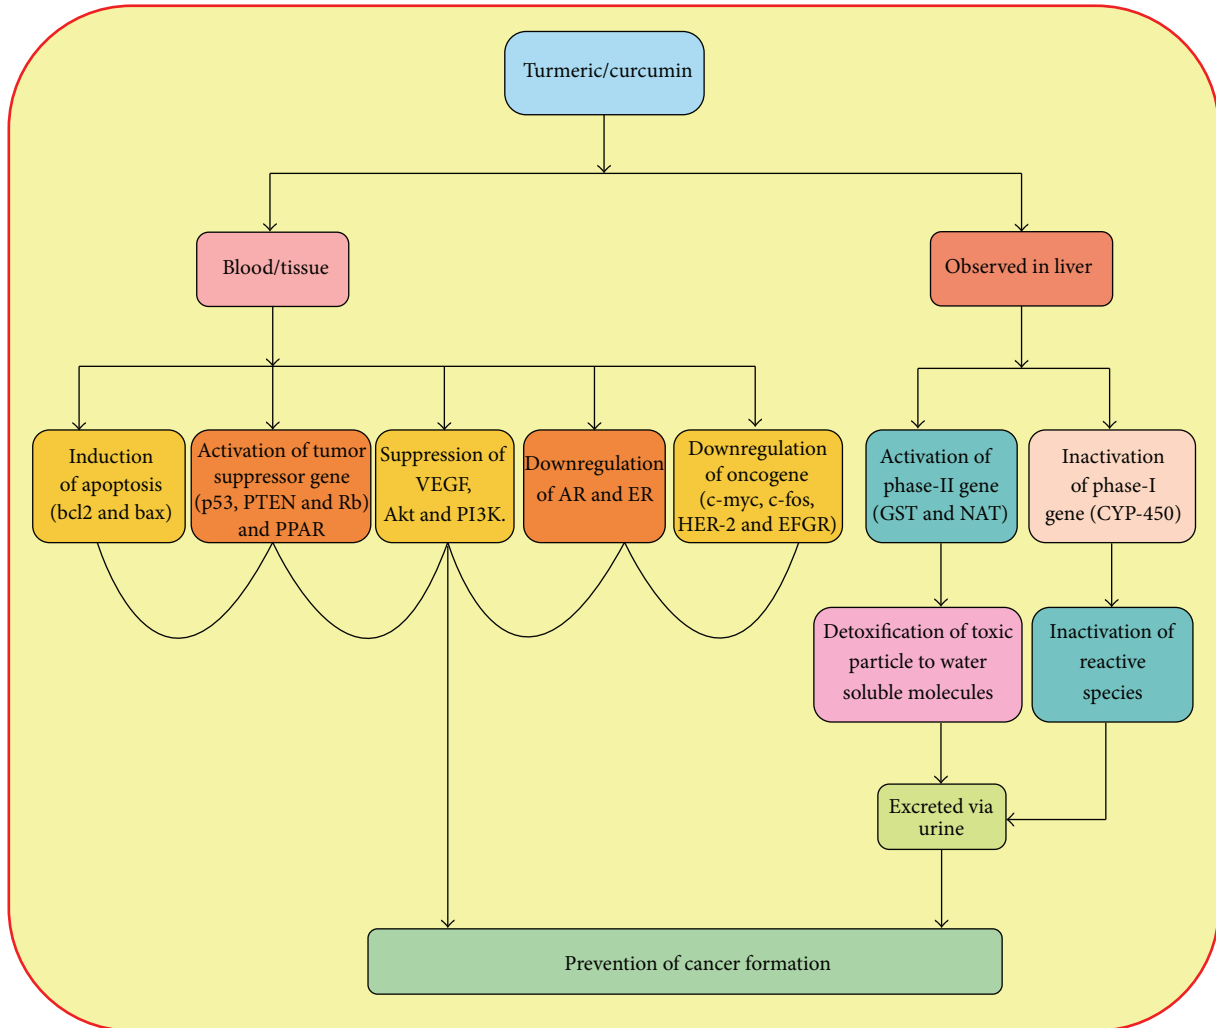 Turmeric/curcumin
Blood/tissue
Observed in liver
Induction
of apoptosis
(bcl2 and bax)
Activation of tumor
suppressor gene
(p53, PTEN and Rb)
and PPAR
Suppression of
VEGF,
Akt and PI3K.
Downregulation
of AR and ER
Downregulation
of oncogene
(c-myc, c-fos,
HER-2 and EFGR)
Activation of
phase-II gene
(GST and NAT)
Inactivation
of phase-I
gene (CYP-450)
Detoxification of toxic
particle to water
soluble molecules
Inactivation of
reactive
species
Excreted via
urine
Prevention of cancer formation